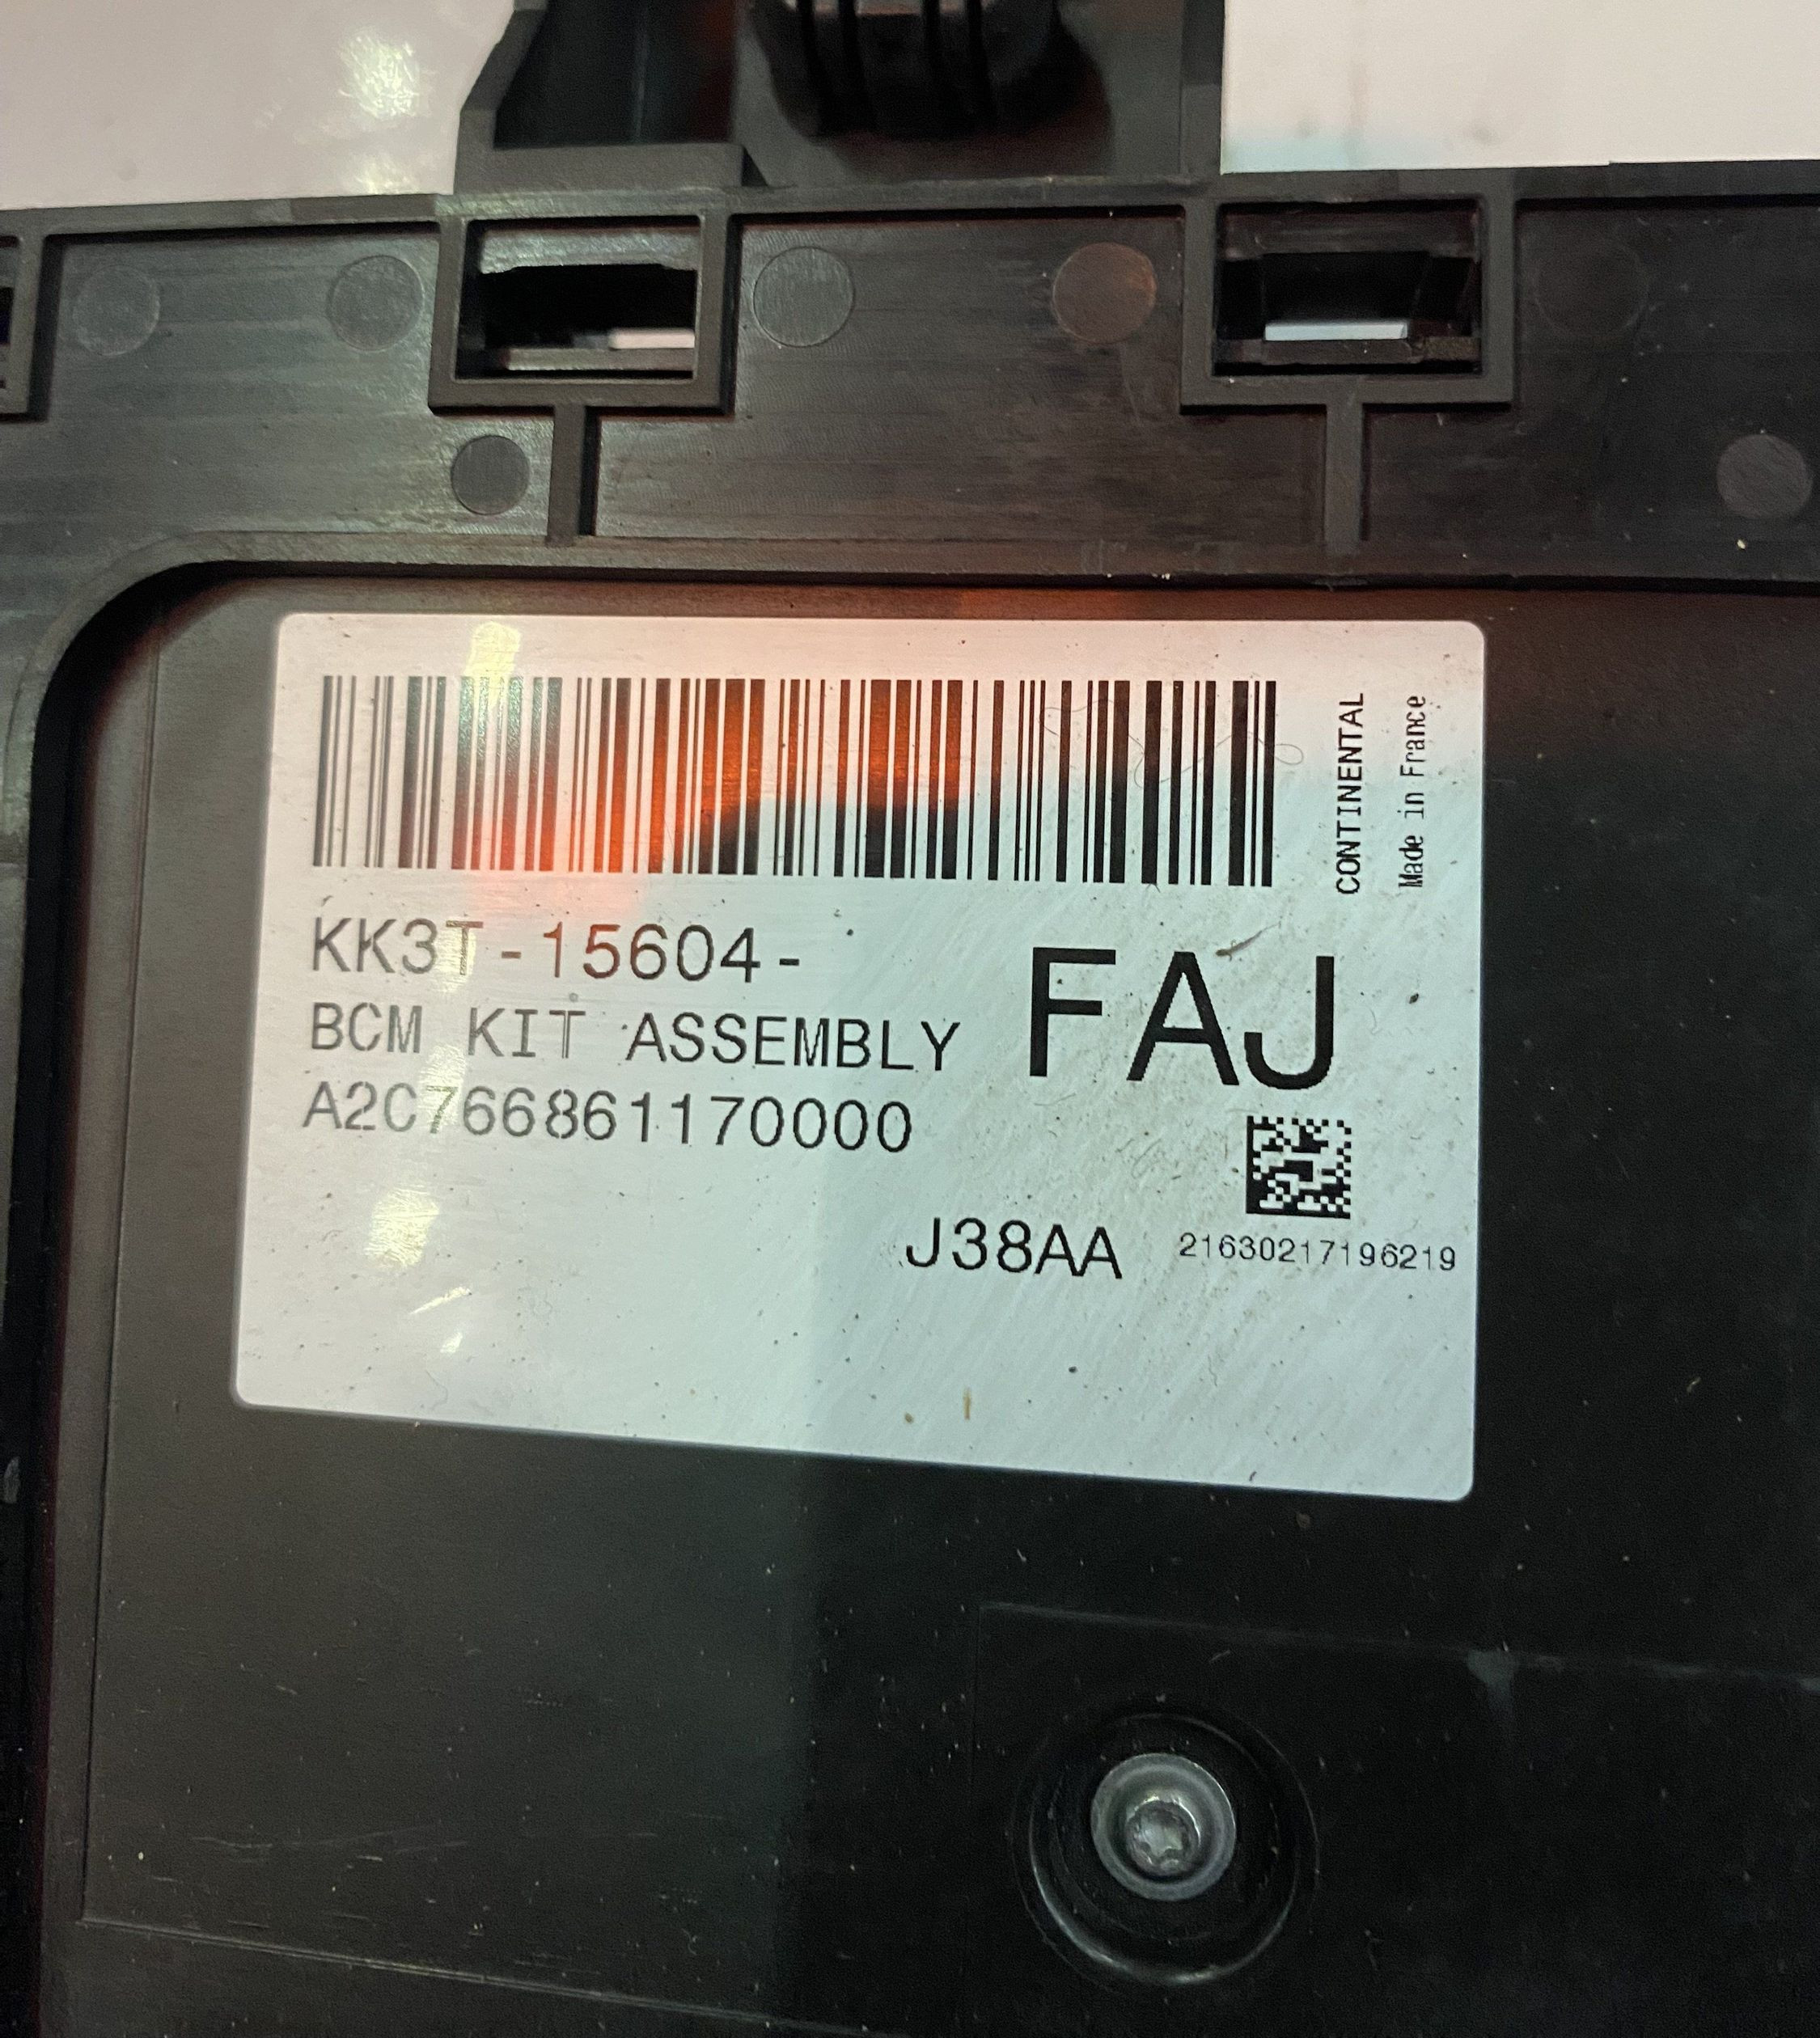 CONTINENTAL
Made in France
KK3T-15604-
FAJ
BCM KIT ASSEMBLY
A2C766861170000
J38AA
21630217196219